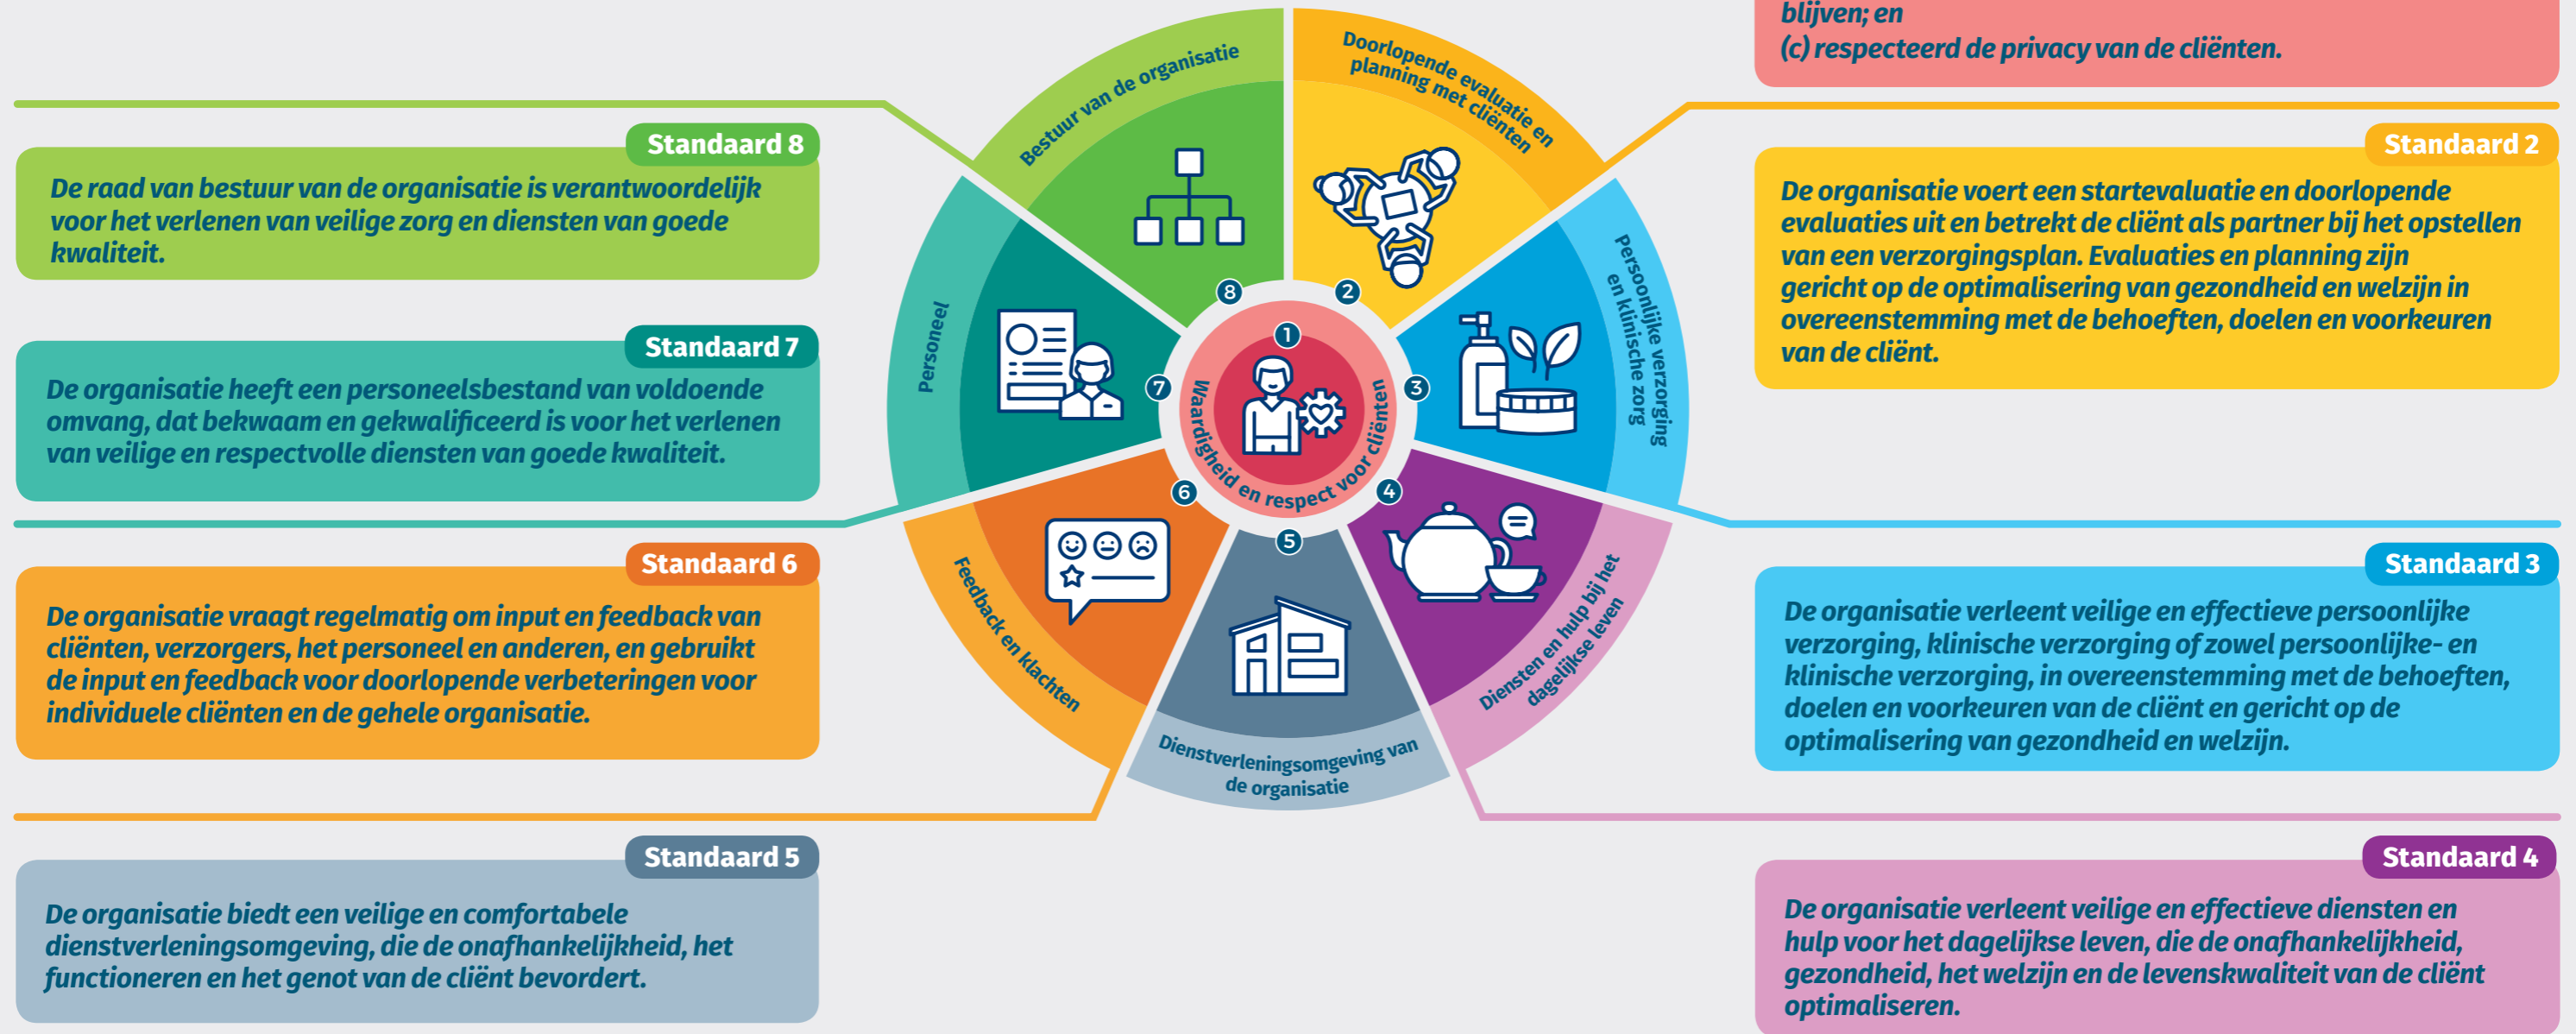 blijven; en
(c) respecteerd de privacy van de cliënten.
Bestuur van de organisatie
Doorlopende evaluatie en
planning met cliënten
Persoonlijke verzorging
en klinische zorg
Diensten en hulp bij het
dagelijkse leven
Dienstverleningsomgeving van
de organisatie
Feedback en klachten
Personeel
Waardigheid en respect voor cliënten
1
2
3
4
5
6
7
8
Standaard 8
De raad van bestuur van de organisatie is verantwoordelijk
voor het verlenen van veilige zorg en diensten van goede
kwaliteit.
Standaard 7
De organisatie heeft een personeelsbestand van voldoende
omvang, dat bekwaam en gekwalificeerd is voor het verlenen
van veilige en respectvolle diensten van goede kwaliteit.
Standaard 6
De organisatie vraagt regelmatig om input en feedback van
cliënten, verzorgers, het personeel en anderen, en gebruikt
de input en feedback voor doorlopende verbeteringen voor
individuele cliënten en de gehele organisatie.
Standaard 5
De organisatie biedt een veilige en comfortabele
dienstverleningsomgeving, die de onafhankelijkheid, het
functioneren en het genot van de cliënt bevordert.
Standaard 2
De organisatie voert een startevaluatie en doorlopende
evaluaties uit en betrekt de cliënt als partner bij het opstellen
van een verzorgingsplan. Evaluaties en planning zijn
gericht op de optimalisering van gezondheid en welzijn in
overeenstemming met de behoeften, doelen en voorkeuren
van de cliënt.
Standaard 3
De organisatie verleent veilige en effectieve persoonlijke
verzorging, klinische verzorging of zowel persoonlijke- en
klinische verzorging, in overeenstemming met de behoeften,
doelen en voorkeuren van de cliënt en gericht op de
optimalisering van gezondheid en welzijn.
Standaard 4
De organisatie verleent veilige en effectieve diensten en
hulp voor het dagelijkse leven, die de onafhankelijkheid,
gezondheid, het welzijn en de levenskwaliteit van de cliënt
optimaliseren.